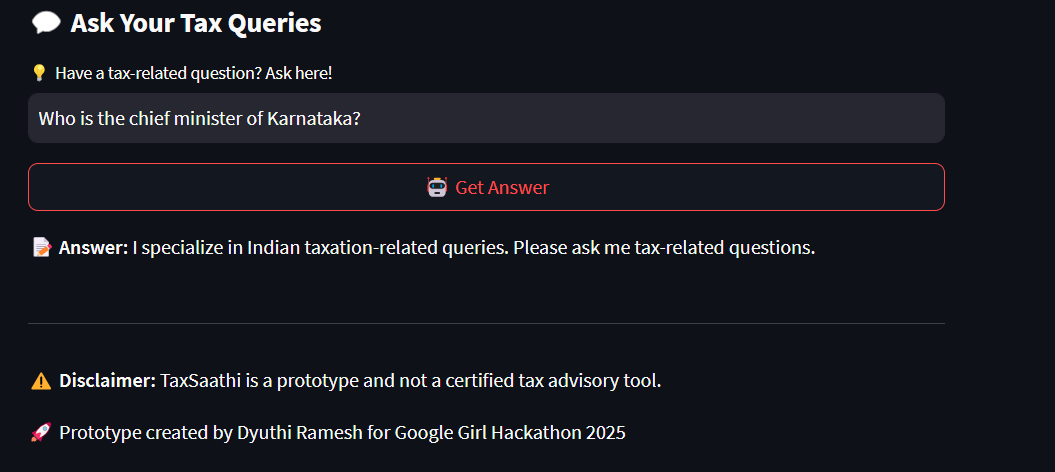 💬 Ask Your Tax Queries
💡 Have a tax-related question? Ask here!
Who is the chief minister of Karnataka?
🤖 Get Answer
📝 Answer: I specialize in Indian taxation-related queries. Please ask me tax-related questions.
⚠️ Disclaimer: TaxSaathi is a prototype and not a certified tax advisory tool.
🚀 Prototype created by Dyuthi Ramesh for Google Girl Hackathon 2025